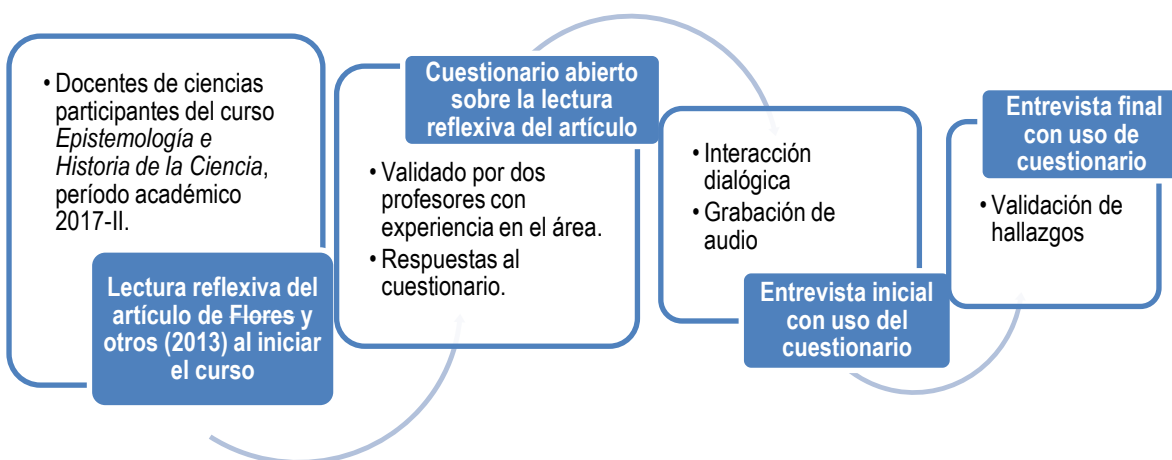 • Docentes de ciencias
participantes del curso
Epistemología e
Historia de la Ciencia,
período académico
2017-II.
Lectura reflexiva del
artículo de Flores y
otros (2013) al iniciar
el curso
Cuestionario abierto
sobre la lectura
reflexiva del artículo
• Validado por dos
profesores con
experiencia en el área.
• Respuestas al
cuestionario.
• Interacción
dialógica
• Grabación de
audio
Entrevista inicial
con uso del
cuestionario
Entrevista final
con uso de
cuestionario
• Validación de
hallazgos